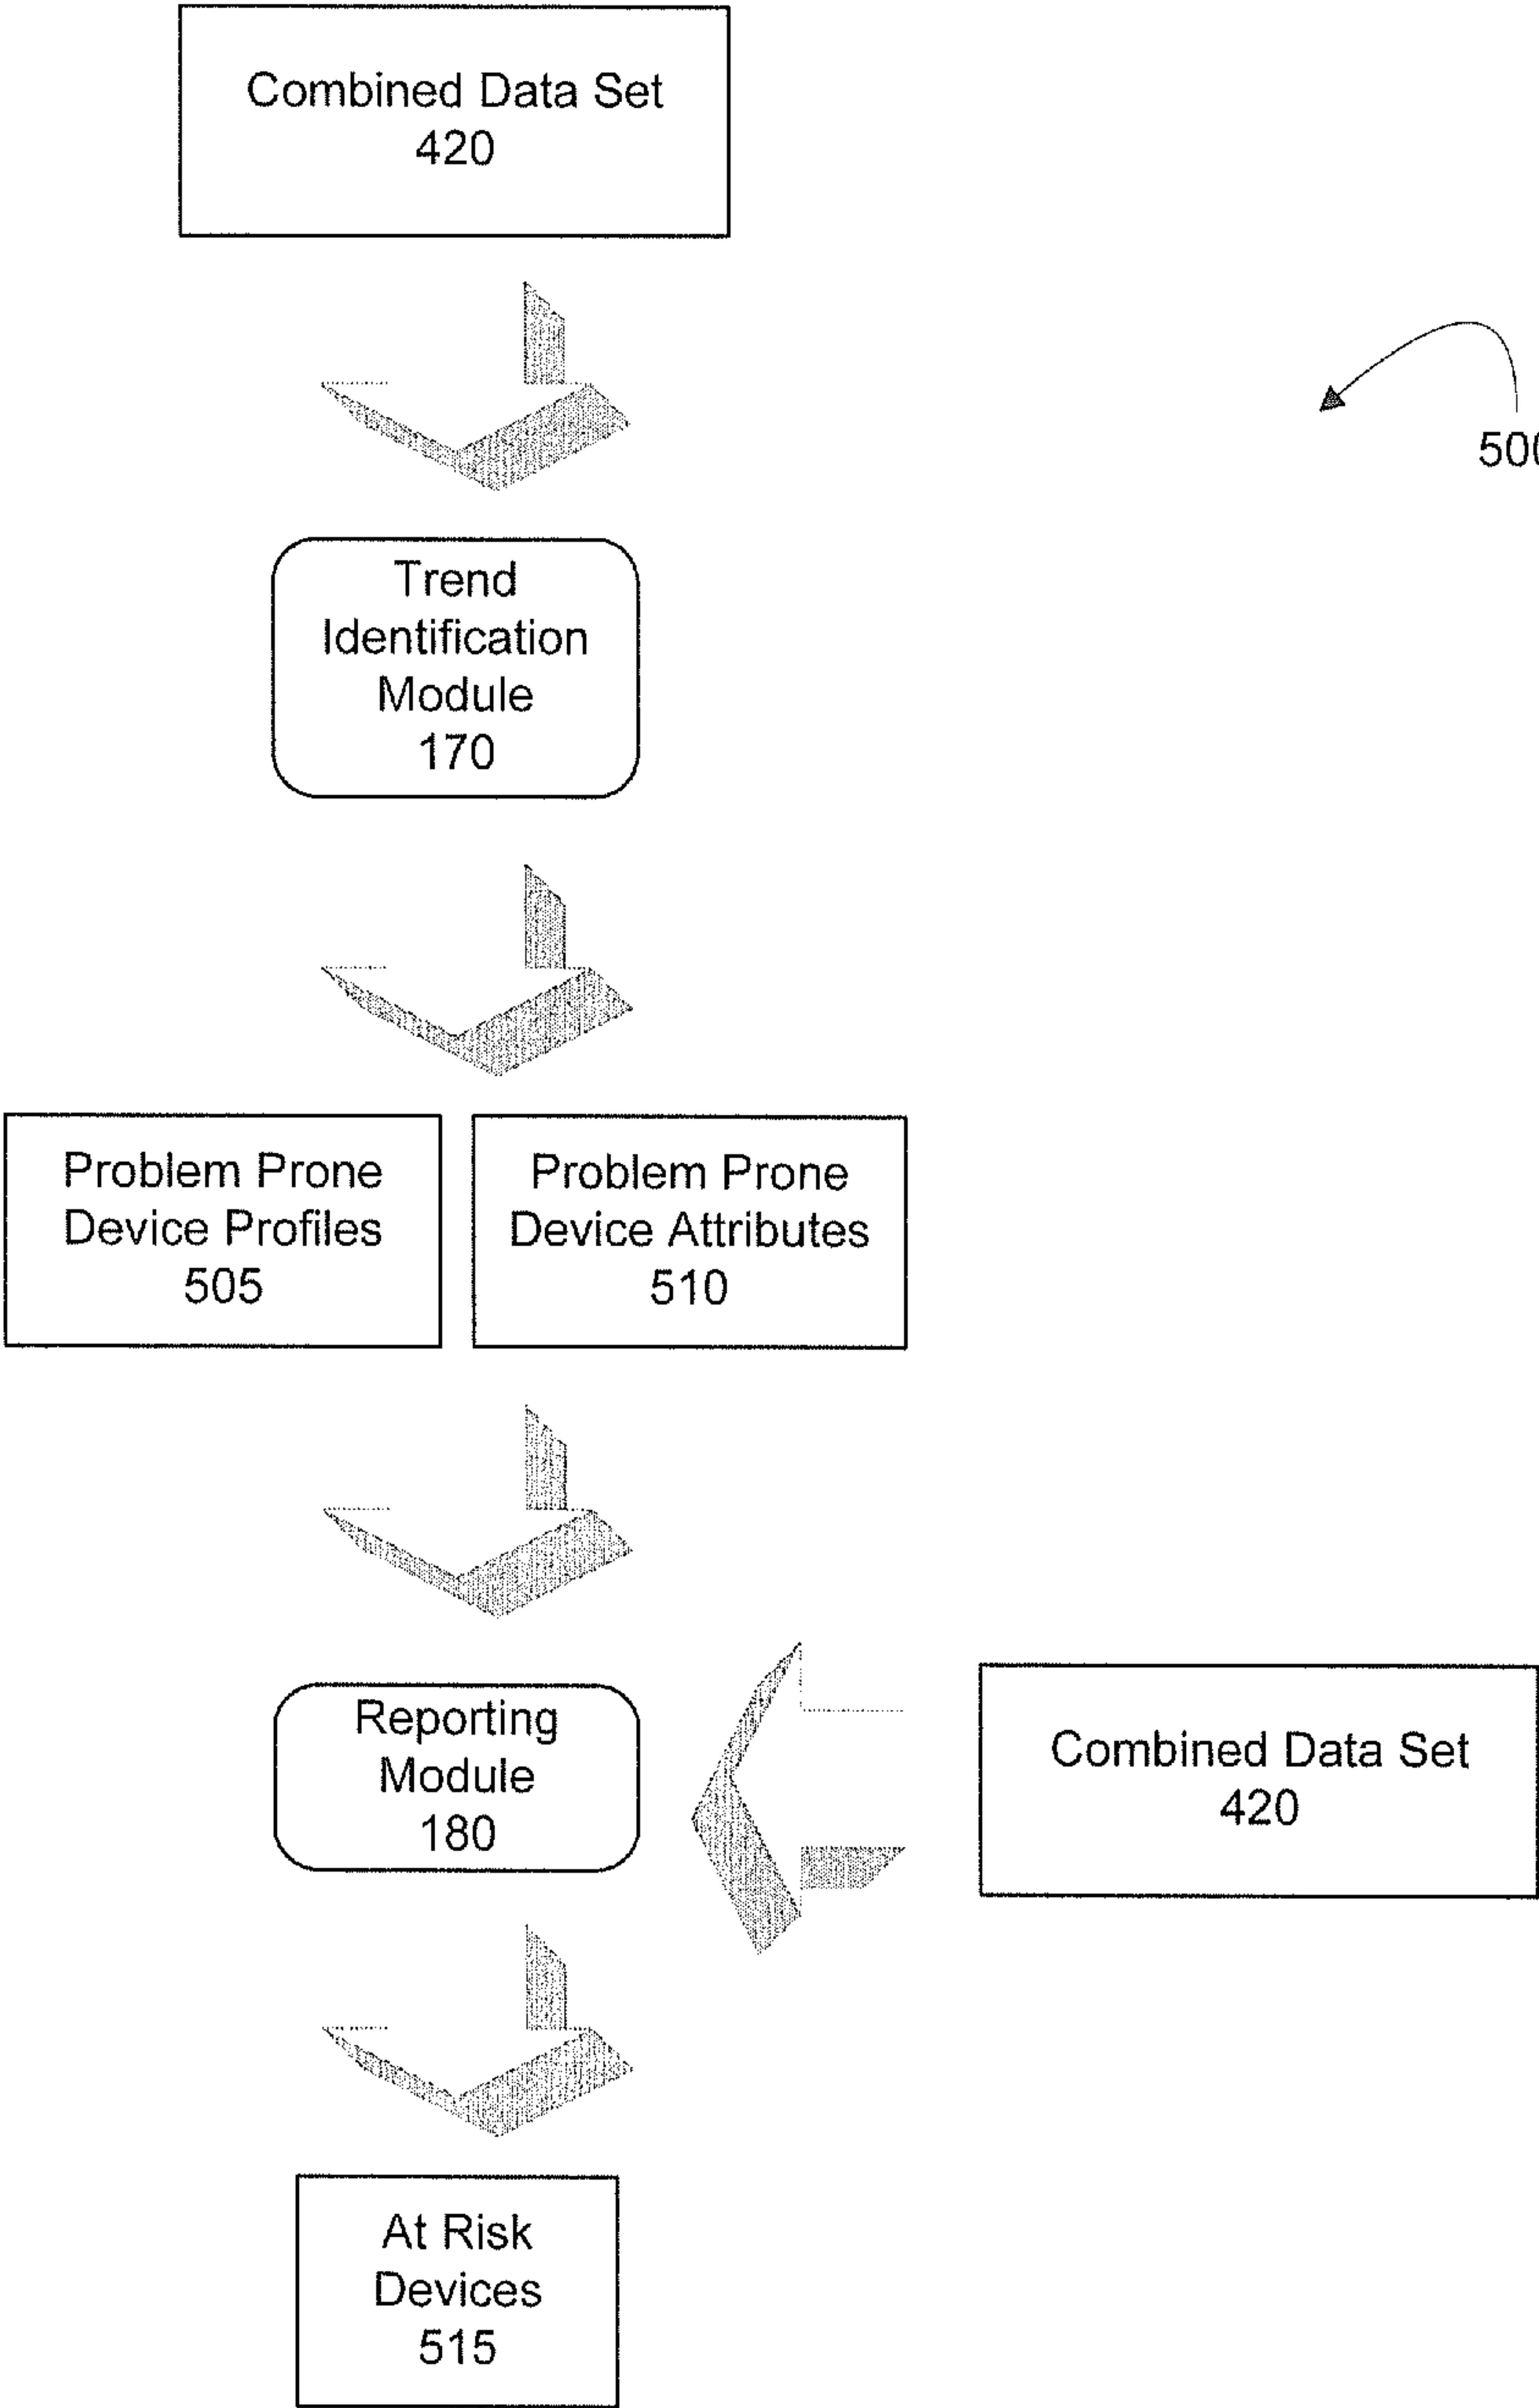 Combined Data Set
420
500
Trend
Identification
Module
170
Problem Prone
Device Profiles
505
Problem Prone
Device Attributes
510
Reporting
Module
180
Combined Data Set
420
At Risk
Devices
515